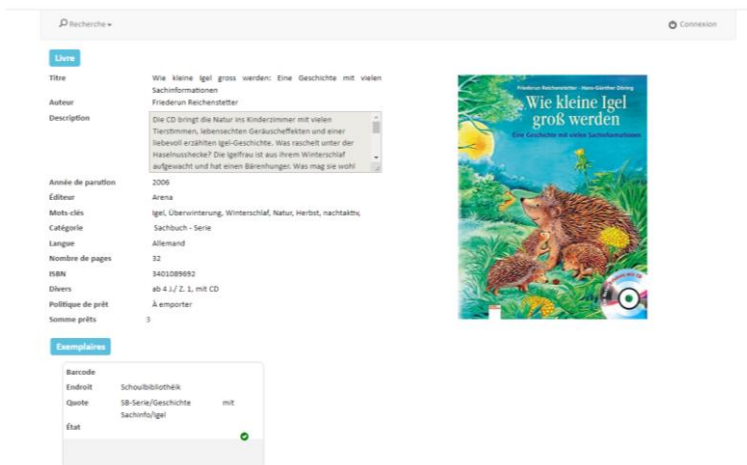 Recherche
Connexion
Livre
Titre Wie kleine Igel gross werden: Eine Geschichte mit vielen
Sachinformationen
Auteur Friederun Reichenstetter
Description Die CD bringt die Natur ins Kinderzimmer mit vielen
Tierstimmen, lebensechten Geräuscheffekten und einer
liebevoll erzählten Igel-Geschichte. Was raschelt unter der
Haselnusshecke? Die Igelfrau ist aus ihrem Winterschlaf
aufgewacht und hat einen Bärenhunger. Was mag sie wohl
Année de parution 2006
Éditeur Arena
Mots-clés Igel, Überwinterung, Winterschlaf, Natur, Herbst, nachtaktiv,
Catégorie Sachbuch - Serie
Langue Allemand
Nombre de pages 32
ISBN 3401089692
Divers ab 4 J./ Z. 1, mit CD
Politique de prêt À emporter
Somme prêts 3
Friederun Reichenstetter · Hans-Günther Döring
Wie kleine Igel
groß werden
Eine Geschichte mit vielen Sachinformationen
Exemplaires
Barcode
Endroit Schoulbibliothéik
Quote SB-Serie/Geschichte mit
Sachinfo/Igel
État